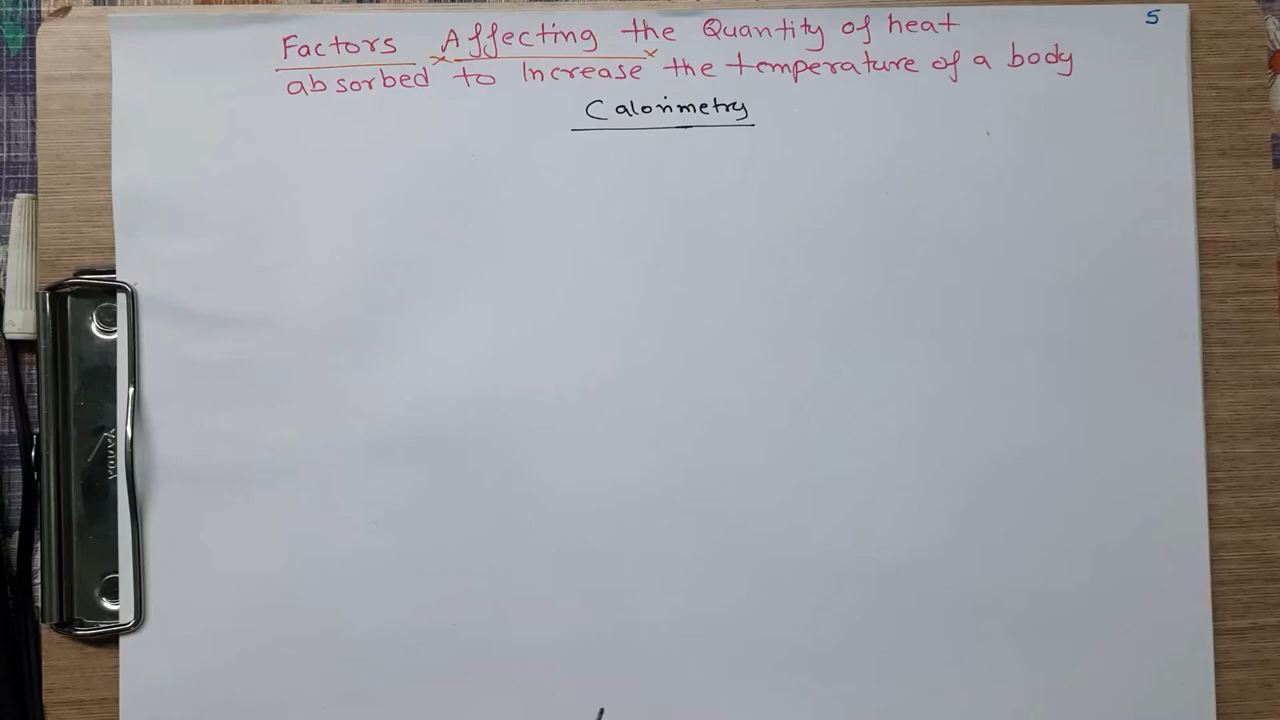 5
Factors Affecting the Quantity of heat
absorbed to Increase the temperature of a body
Calorimetry